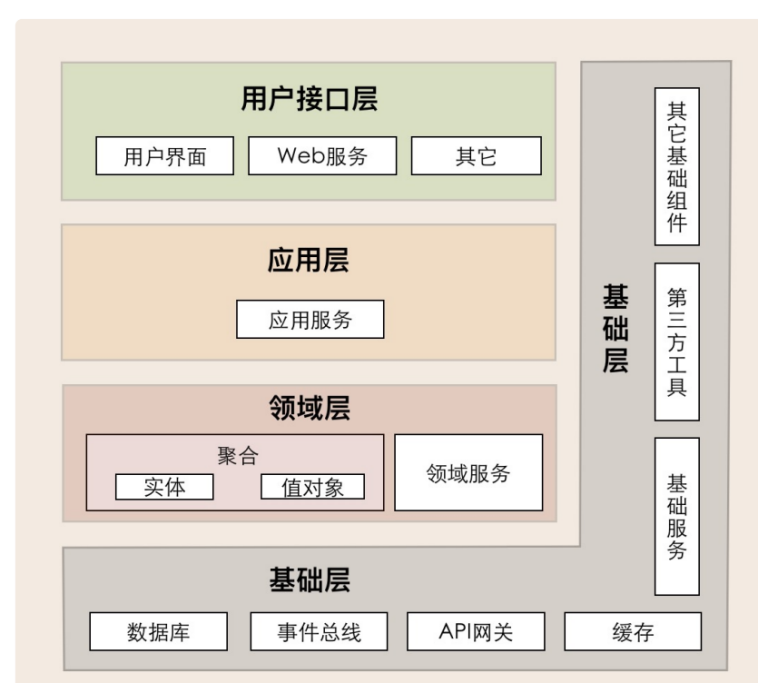 用户接口层
用户界面
Web服务
其它
应用层
应用服务
领域层
聚合
实体
值对象
领域服务
基础层
其它基础组件
第三方工具
基础服务
基础层
数据库
事件总线
API网关
缓存